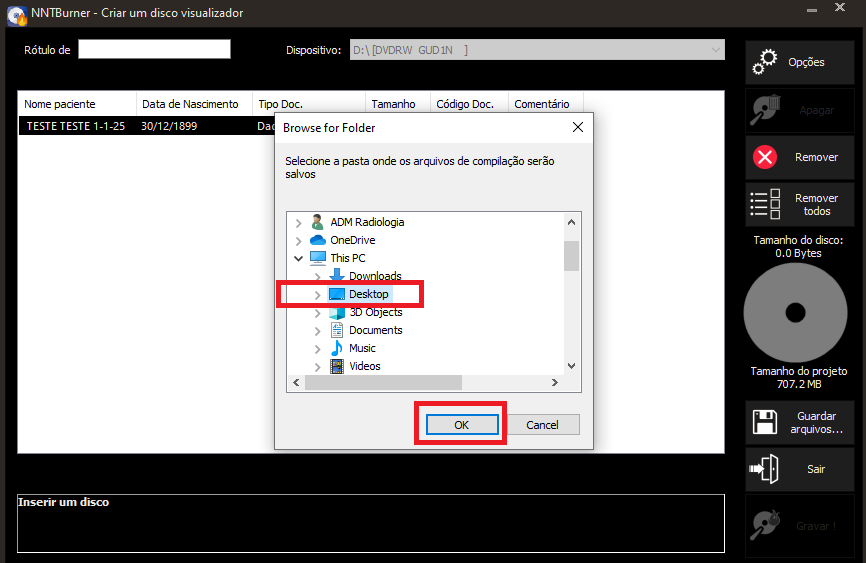 NNTBurner - Criar um disco visualizador
Rótulo de
Dispositivo: D:\ [DVDRW GUD1N ]
Opções
Apagar
Remover
Remover
todos
Nome paciente Data de Nascimento Tipo Doc. Tamanho Código Doc. Comentário
TESTE TESTE 1-1-25 30/12/1899
Browse for Folder
Selecione a pasta onde os arquivos de compilação serão
salvos
ADM Radiologia
OneDrive
This PC
Downloads
Desktop
3D Objects
Documents
Music
Videos
OK Cancel
Tamanho do disco:
0.0 Bytes
Tamanho do projeto
707.2 MB
Guardar
arquivos...
Sair
Gravar !
Inserir um disco